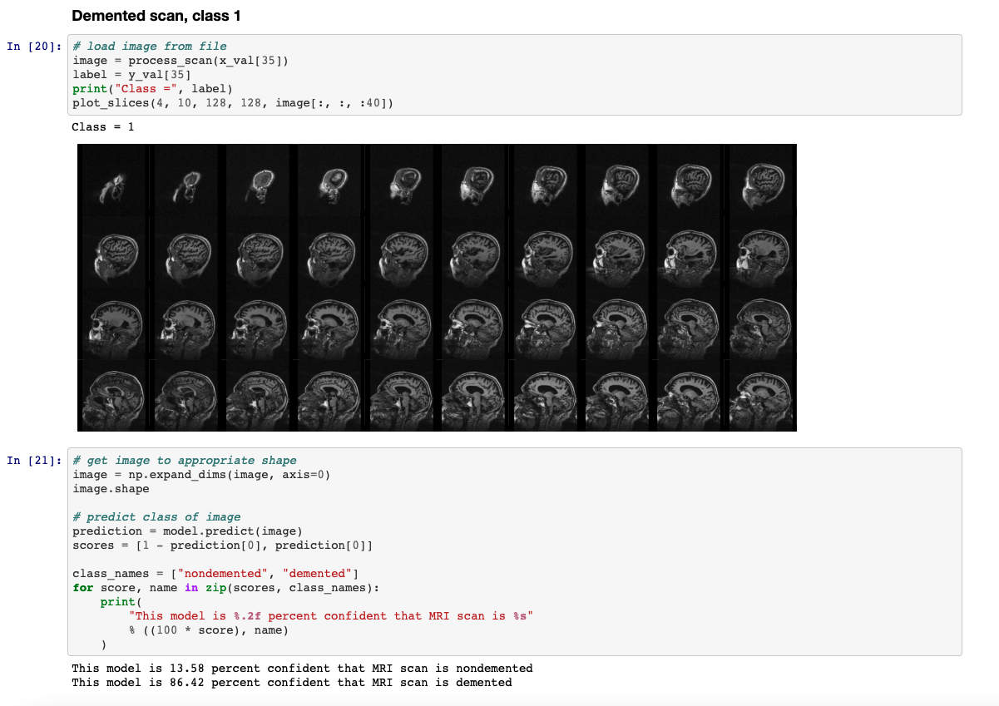 Demented scan, class 1
In [20]:
# load image from file
image = process_scan(x_val[35])
label = y_val[35]
print("Class =", label)
plot_slices(4, 10, 128, 128, image[:, :, :40])
Class = 1
In [21]:
# get image to appropriate shape
image = np.expand_dims(image, axis=0)
image.shape
# predict class of image
prediction = model.predict(image)
scores = [1 - prediction[0], prediction[0]]
class_names = ["nondemented", "demented"]
for score, name in zip(scores, class_names):
    print(
        "This model is %.2f percent confident that MRI scan is %s"
        % ((100 * score), name)
    )
This model is 13.58 percent confident that MRI scan is nondemented
This model is 86.42 percent confident that MRI scan is demented